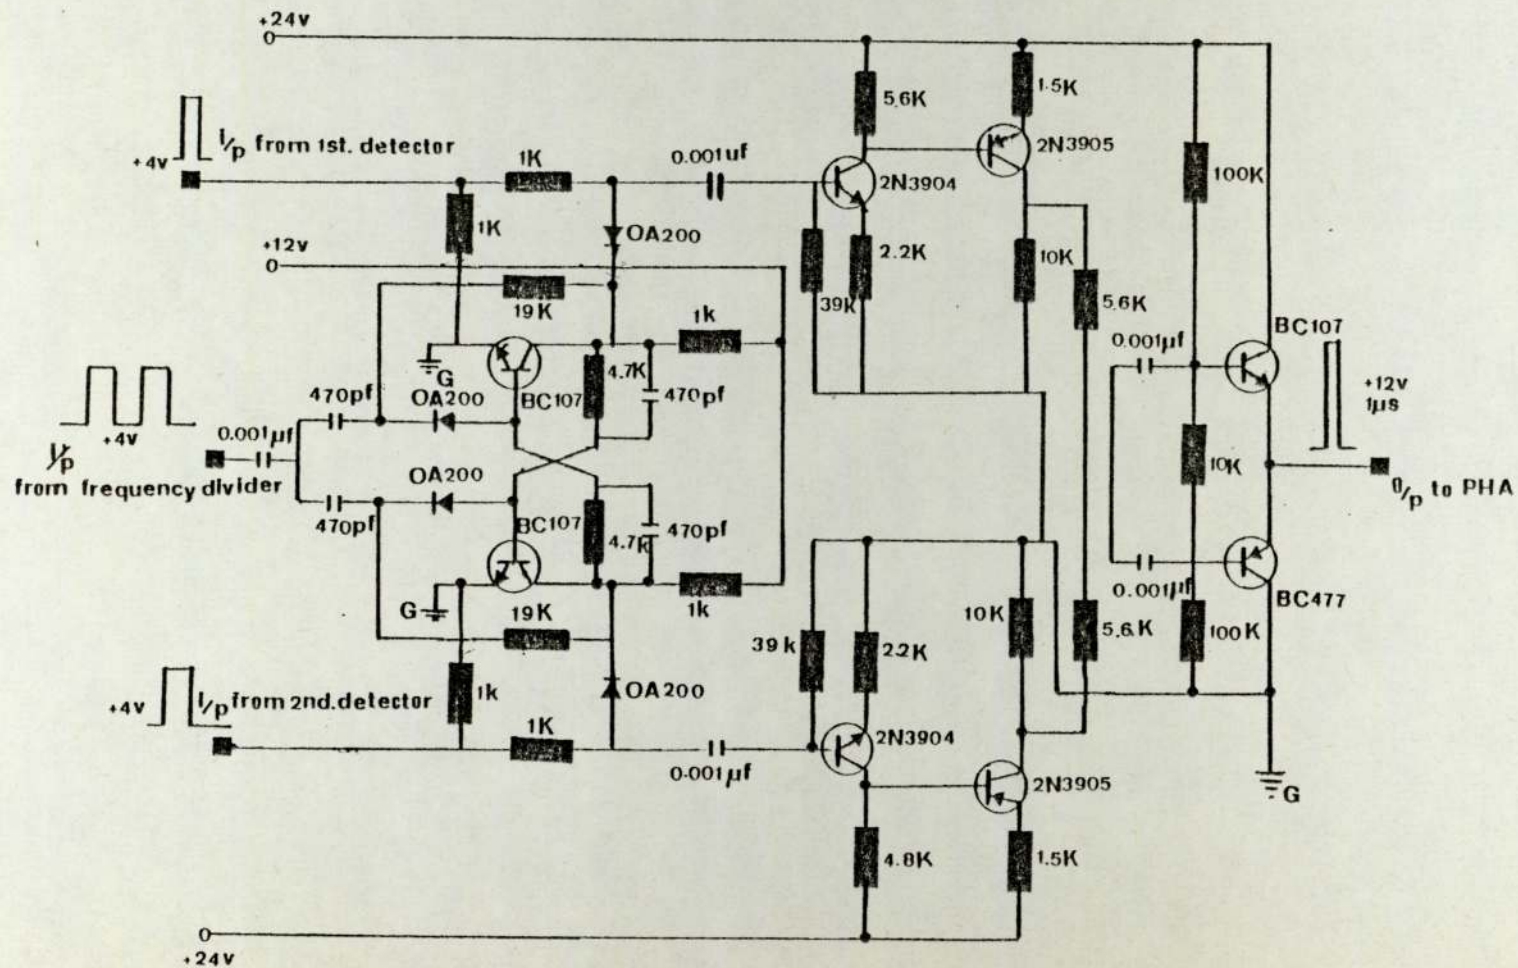 +24v
0
5.6K
1.5K
I/p from 1st. detector
+4v
1K
0.001uf
2N3905
2N3904
100K
1K
+12v
0
OA200
2.2K
10K
39k
5.6K
19K
1k
BC107
0.001µf
G
4.7K
470pf
+12v
1µs
470pf
OA200
BC107
+4v
0.001µf
I/p
from frequency divider
OA200
10K
O/p to PHA
470pf
BC107
4.7k
470pf
0.001µf
BC477
G
19K
1k
10K
5.6K
100K
39k
2.2K
1k
OA200
+4v
I/p from 2nd.detector
1K
2N3904
0.001µf
2N3905
G
4.8K
1.5K
0
+24v